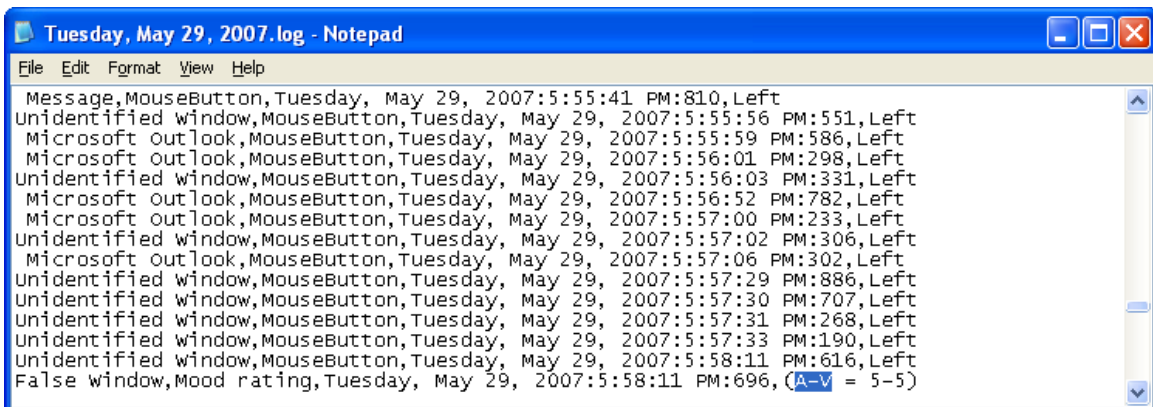 Tuesday, May 29, 2007.log - Notepad
File Edit Format View Help
Message,MouseButton,Tuesday, May 29, 2007:5:55:41 PM:810,Left
Unidentified Window,MouseButton,Tuesday, May 29, 2007:5:55:56 PM:551,Left
Microsoft Outlook,MouseButton,Tuesday, May 29, 2007:5:55:59 PM:586,Left
Microsoft Outlook,MouseButton,Tuesday, May 29, 2007:5:56:01 PM:298,Left
Unidentified Window,MouseButton,Tuesday, May 29, 2007:5:56:03 PM:331,Left
Microsoft Outlook,MouseButton,Tuesday, May 29, 2007:5:56:52 PM:782,Left
Microsoft Outlook,MouseButton,Tuesday, May 29, 2007:5:57:00 PM:233,Left
Unidentified Window,MouseButton,Tuesday, May 29, 2007:5:57:02 PM:306,Left
Microsoft Outlook,MouseButton,Tuesday, May 29, 2007:5:57:06 PM:302,Left
Unidentified Window,MouseButton,Tuesday, May 29, 2007:5:57:29 PM:886,Left
Unidentified Window,MouseButton,Tuesday, May 29, 2007:5:57:30 PM:707,Left
Unidentified Window,MouseButton,Tuesday, May 29, 2007:5:57:31 PM:268,Left
Unidentified Window,MouseButton,Tuesday, May 29, 2007:5:57:33 PM:190,Left
Unidentified Window,MouseButton,Tuesday, May 29, 2007:5:58:11 PM:616,Left
False Window,Mood rating,Tuesday, May 29, 2007:5:58:11 PM:696,(A-V = 5-5)